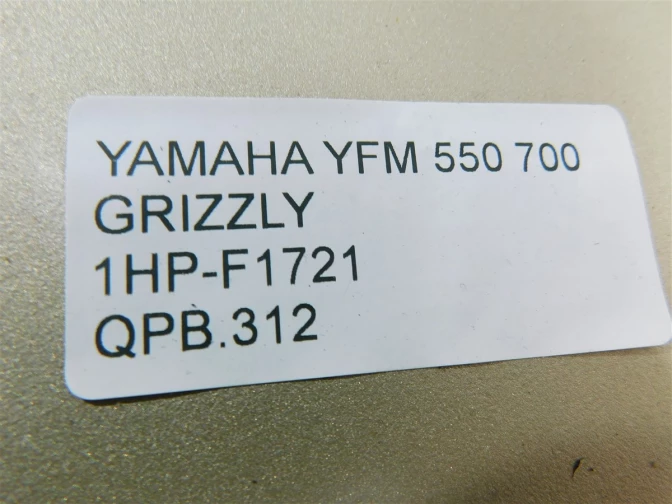 YAMAHA YFM 550 700
GRIZZLY
1HP-F1721
QPB.312